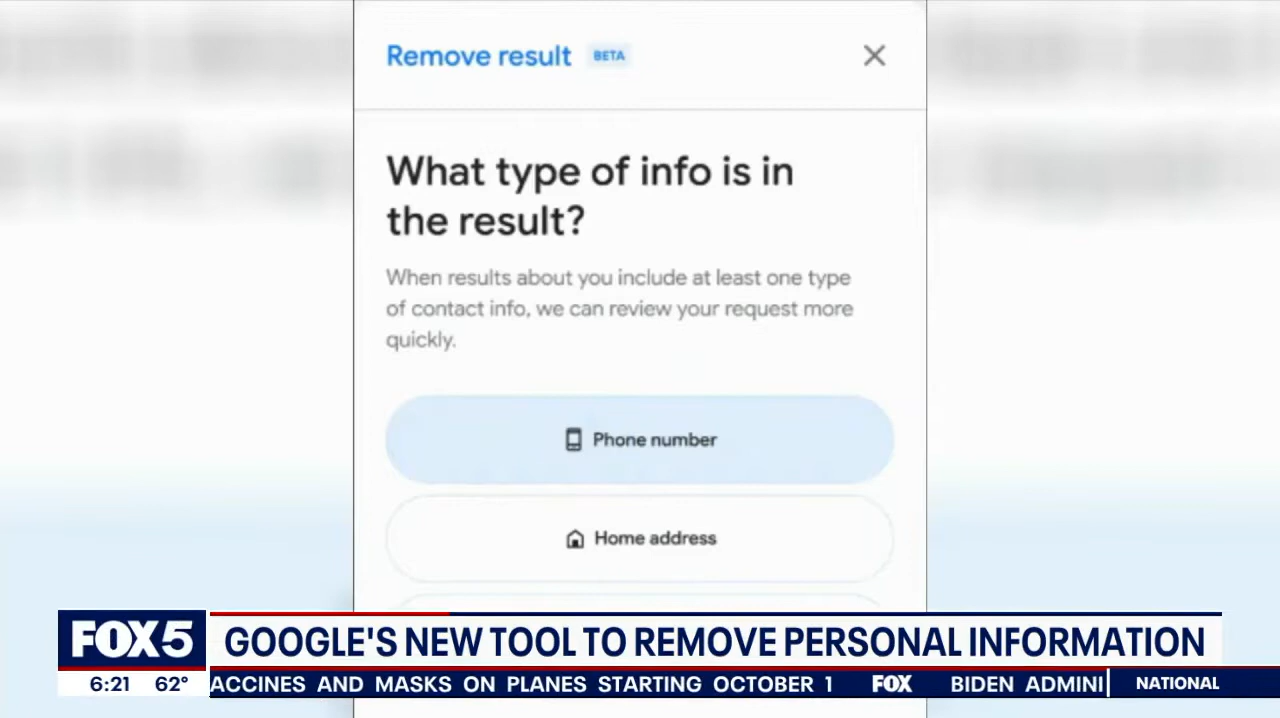 Remove result BETA
What type of info is in
the result?
When results about you include at least one type
of contact info, we can review your request more
quickly.
Phone number
Home address
FOX5
GOOGLE'S NEW TOOL TO REMOVE PERSONAL INFORMATION
6:21 62° ACCINES AND MASKS ON PLANES STARTING OCTOBER 1 FOX BIDEN ADMINI NATIONAL